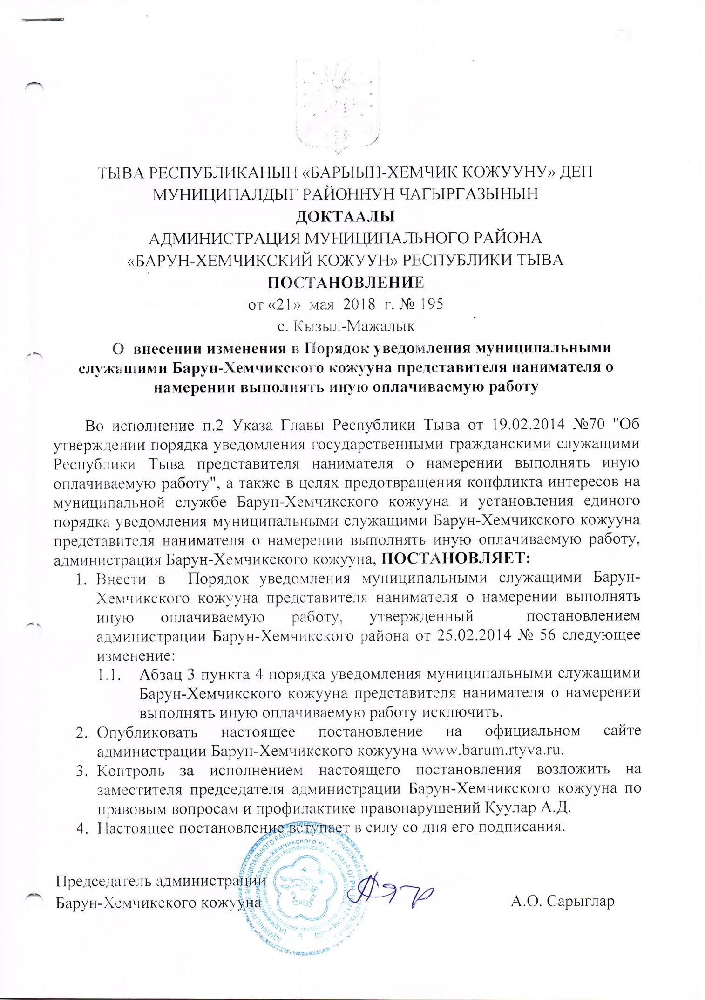 ТЫВА РЕСПУБЛИКАНЫН «БАРЫЫН-ХЕМЧИК КОЖУУНУ» ДЕП
МУНИЦИПАЛДЫГ РАЙОННУН ЧАГЫРГАЗЫНЫН
ДОКТААЛЫ
АДМИНИСТРАЦИЯ МУНИЦИПАЛЬНОГО РАЙОНА
«БАРУН-ХЕМЧИКСКИЙ КОЖУУН» РЕСПУБЛИКИ ТЫВА
ПОСТАНОВЛЕНИЕ
от «21» мая 2018 г. № 195
с. Кызыл-Мажалык
О внесении изменения в Порядок уведомления муниципальными
служащими Барун-Хемчикского кожууна представителя нанимателя о
намерении выполнять иную оплачиваемую работу
Во исполнение п.2 Указа Главы Республики Тыва от 19.02.2014 №70 "Об
утверждении порядка уведомления государственными гражданскими служащими
Республики Тыва представителя нанимателя о намерении выполнять иную
оплачиваемую работу", а также в целях предотвращения конфликта интересов на
муниципальной службе Барун-Хемчикского кожууна и установления единого
порядка уведомления муниципальными служащими Барун-Хемчикского кожууна
представителя нанимателя о намерении выполнять иную оплачиваемую работу,
администрация Барун-Хемчикского кожууна, ПОСТАНОВЛЯЕТ:
1. Внести в Порядок уведомления муниципальными служащими Барун-
Хемчикского кожууна представителя нанимателя о намерении выполнять
иную оплачиваемую работу, утвержденный постановлением
администрации Барун-Хемчикского района от 25.02.2014 № 56 следующее
изменение:
1.1. Абзац 3 пункта 4 порядка уведомления муниципальными служащими
Барун-Хемчикского кожууна представителя нанимателя о намерении
выполнять иную оплачиваемую работу исключить.
2. Опубликовать настоящее постановление на официальном сайте
администрации Барун-Хемчикского кожууна www.barum.rtyva.ru.
3. Контроль за исполнением настоящего постановления возложить на
заместителя председателя администрации Барун-Хемчикского кожууна по
правовым вопросам и профилактике правонарушений Куулар А.Д.
4. Настоящее постановление вступает в силу со дня его подписания.
Председатель администрации
Барун-Хемчикского кожууна А.О. Сарыглар